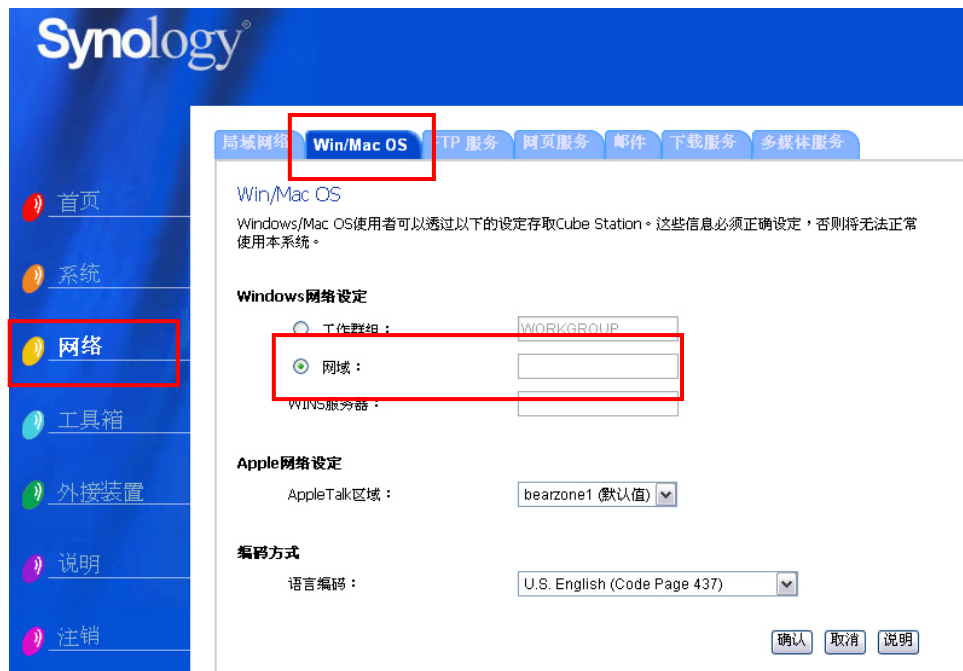 Synology®
局域网络 Win/Mac OS FTP 服务 网页服务 邮件 下载服务 多媒体服务
首页
系统
网络
工具箱
外接装置
说明
注销
Win/Mac OS
Windows/Mac OS使用者可以透过以下的设定存取Cube Station。这些信息必须正确设定，否则将无法正常
使用本系统。
Windows网络设定
工作群组： WORKGROUP
网域：
WINS服务器：
Apple网络设定
AppleTalk区域： bearzone1 (默认值)
编码方式
语言编码： U.S. English (Code Page 437)
确认 取消 说明